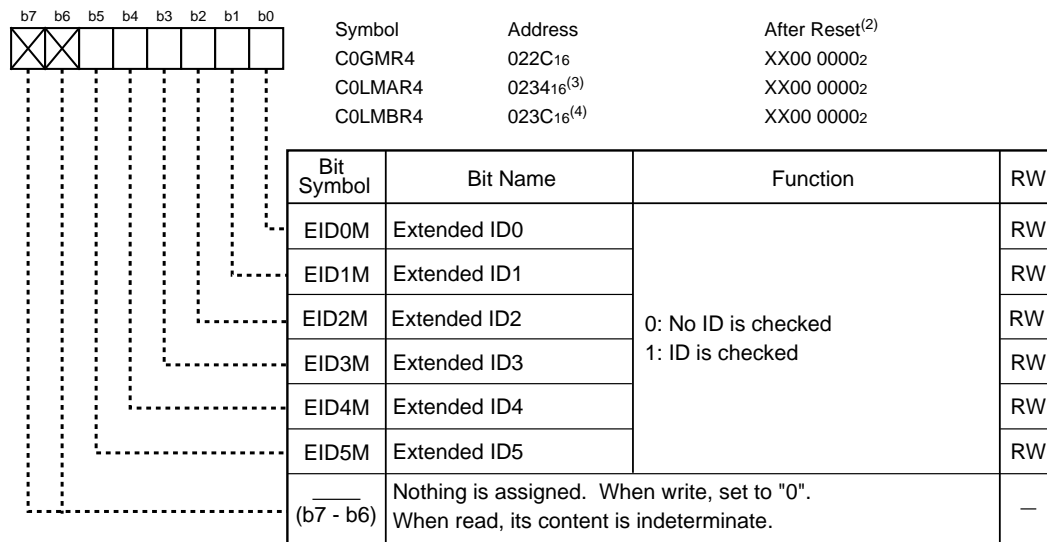 b7 b6 b5 b4 b3 b2 b1 b0
Symbol Address After Reset(2)
C0GMR4 022C16 XX00 00002
C0LMAR4 023416(3) XX00 00002
C0LMBR4 023C16(4) XX00 00002
Bit Symbol Bit Name Function RW
EID0M Extended ID0 RW
EID1M Extended ID1 RW
EID2M Extended ID2 RW
0: No ID is checked
1: ID is checked
EID3M Extended ID3 RW
EID4M Extended ID4 RW
EID5M Extended ID5 RW
(b7 - b6) Nothing is assigned. When write, set to "0". –
When read, its content is indeterminate.